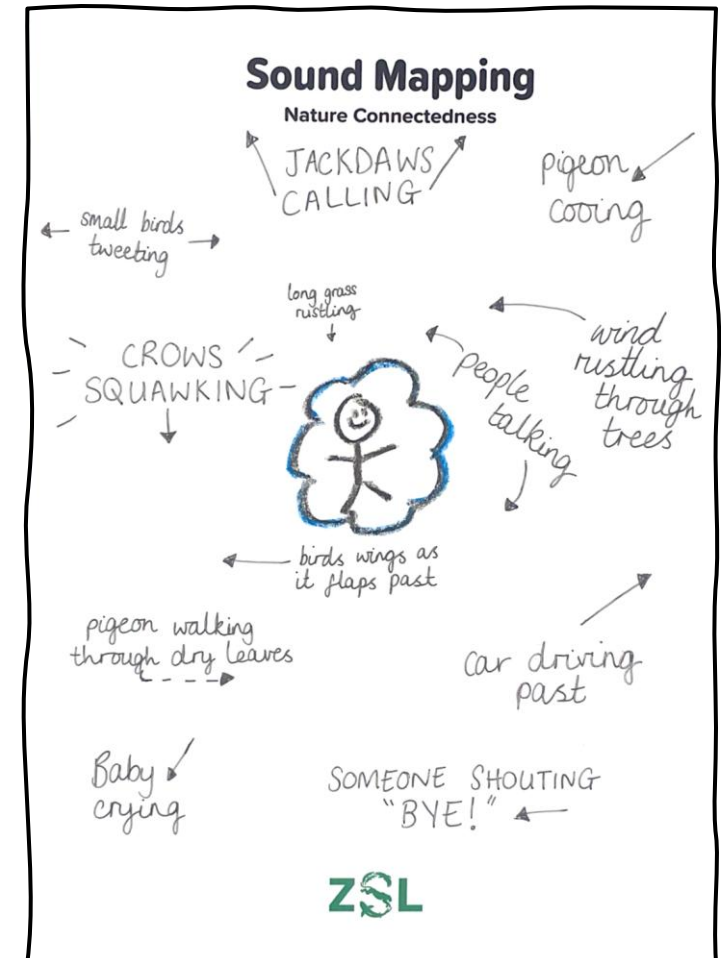 Sound Mapping
Nature Connectedness
JACKDAWS
CALLING
pigeon
cooing
small birds
tweeting
long grass
rustling
CROWS
SQUAWKING
people
talking
wind
rustling
through
trees
birds wings as
it flaps past
pigeon walking
through dry leaves
car driving
past
Baby
crying
SOMEONE SHOUTING
"BYE!"
ZSL